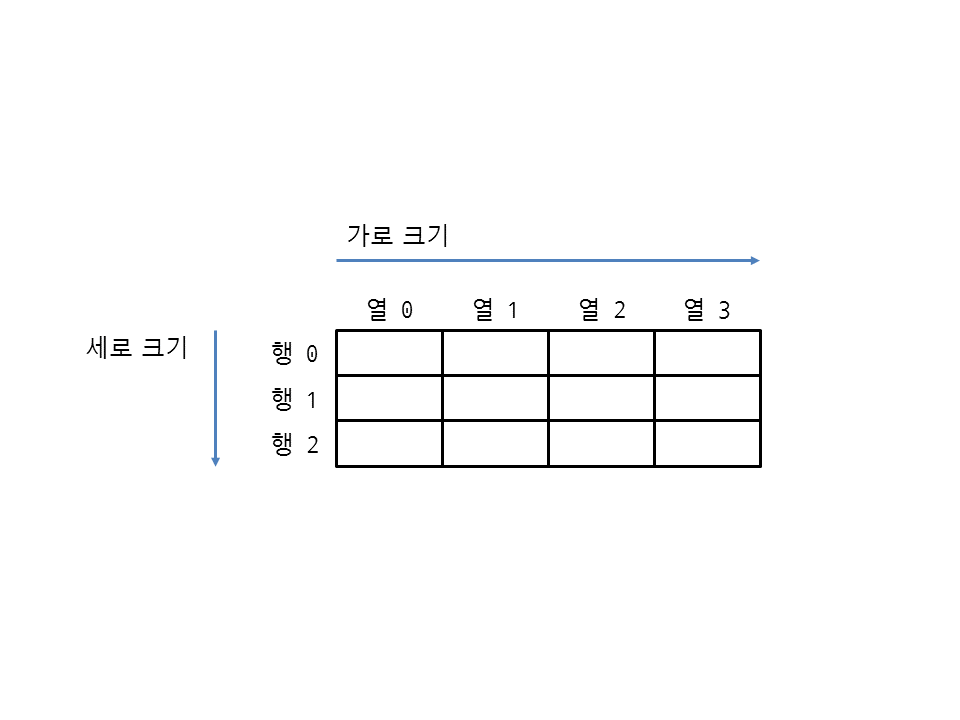 가로 크기
열 0 열 1 열 2 열 3
세로 크기
행 0
행 1
행 2